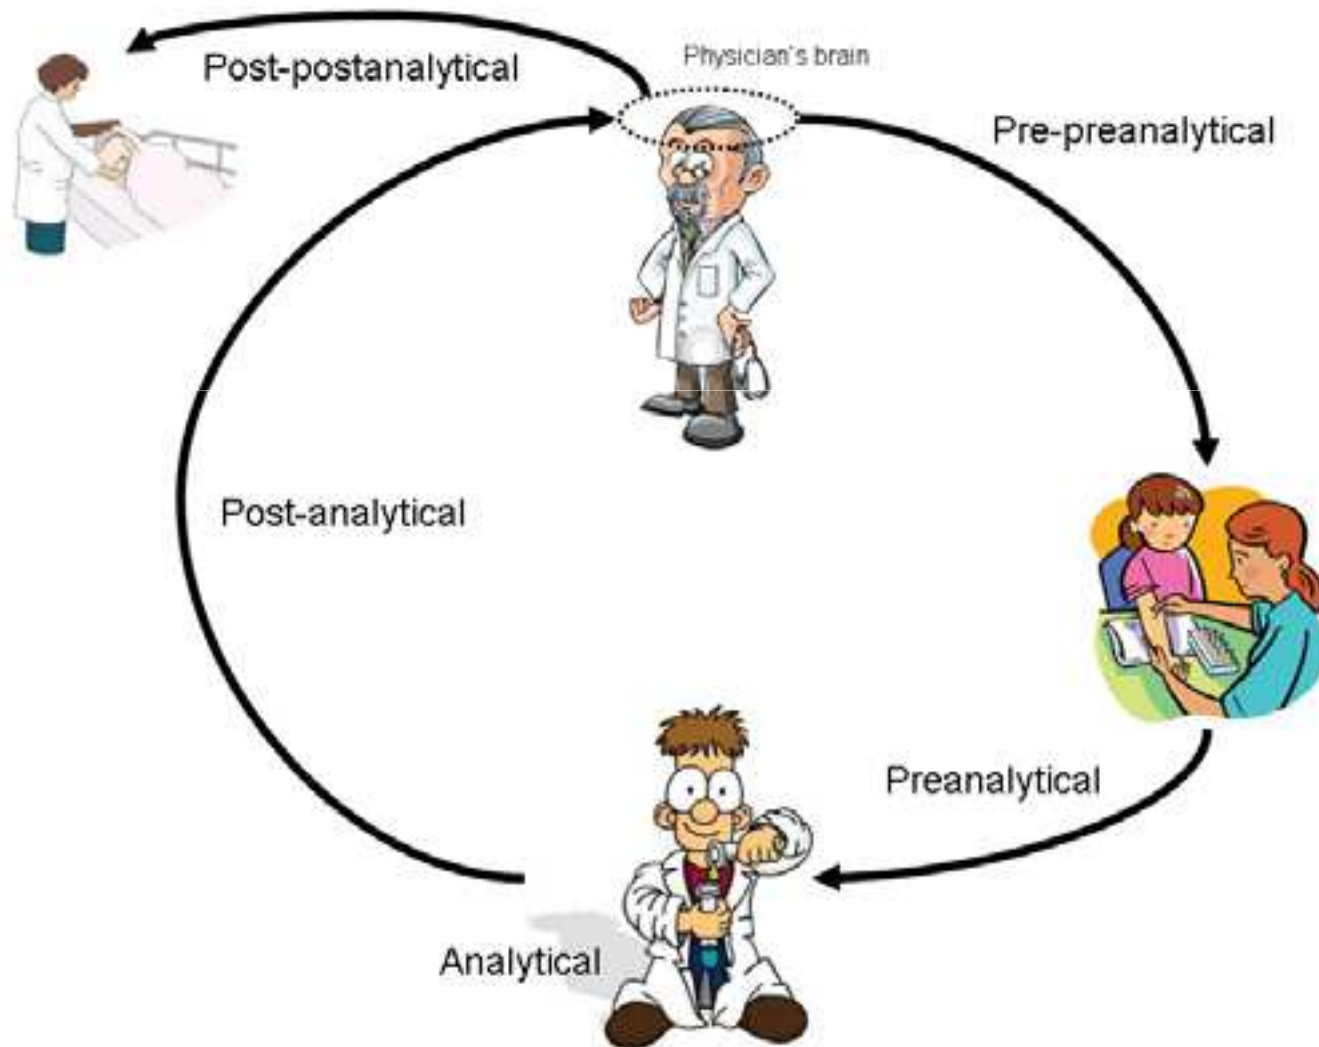 Physician's brain
Post-postanalytical
Pre-preanalytical
Post-analytical
Preanalytical
Analytical